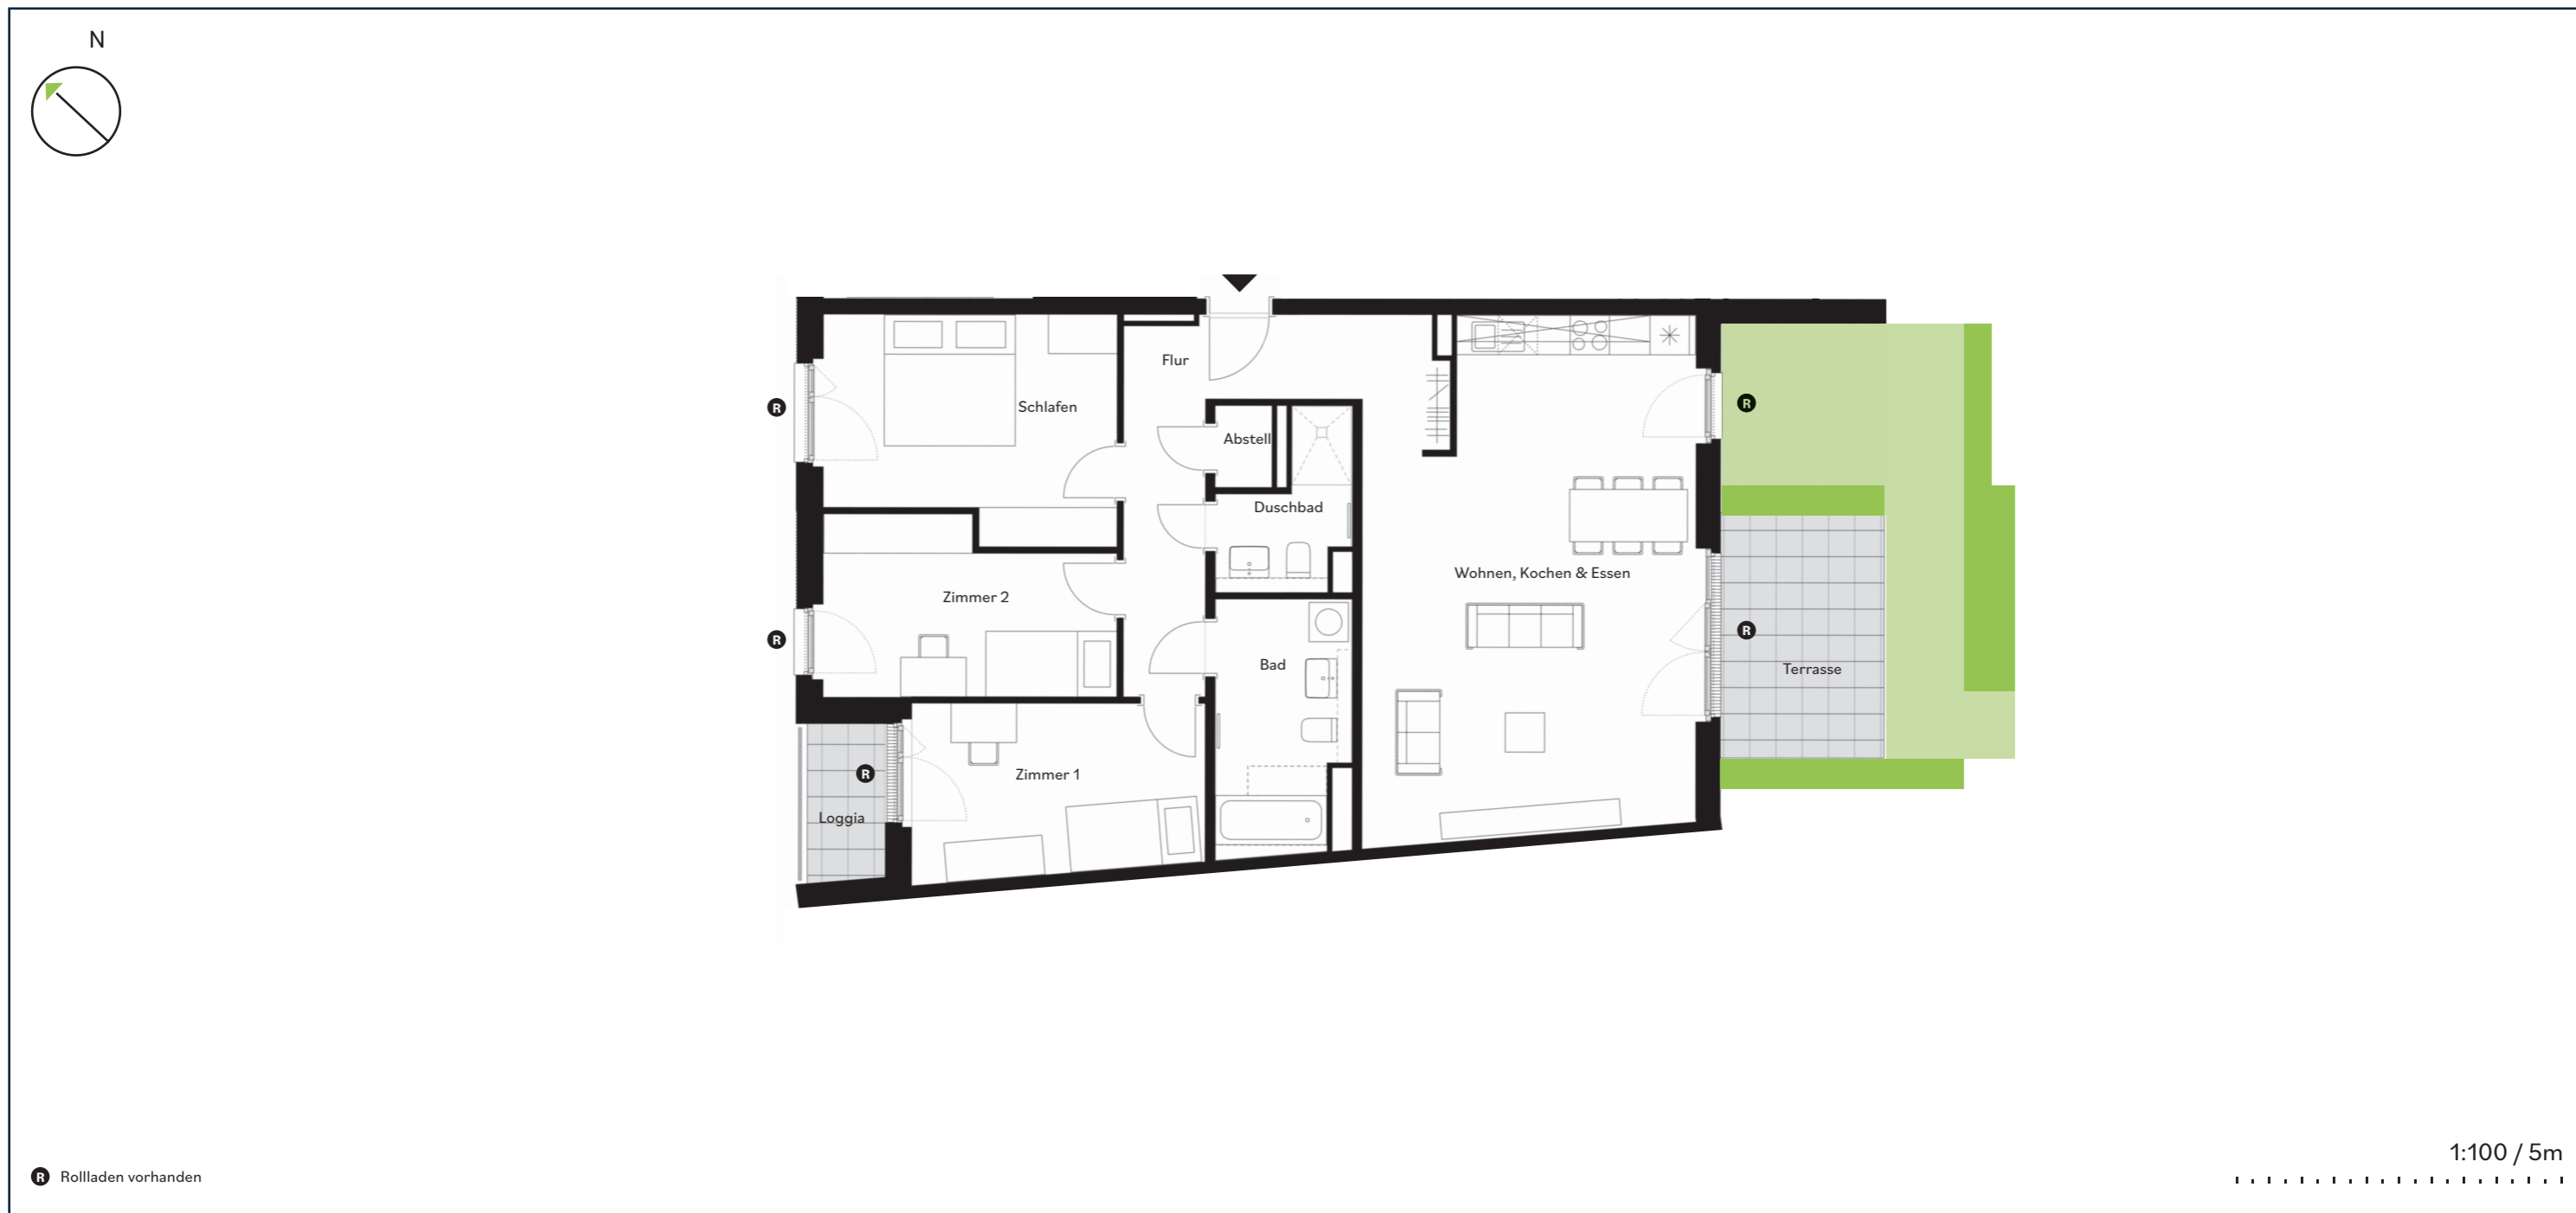 N
Flur
Schlafen
R
R
Abstell
Duschbad
Wohnen, Kochen & Essen
Zimmer 2
R
R
Bad
Terrasse
R
Zimmer 1
Loggia
1:100 / 5m
R Rollladen vorhanden